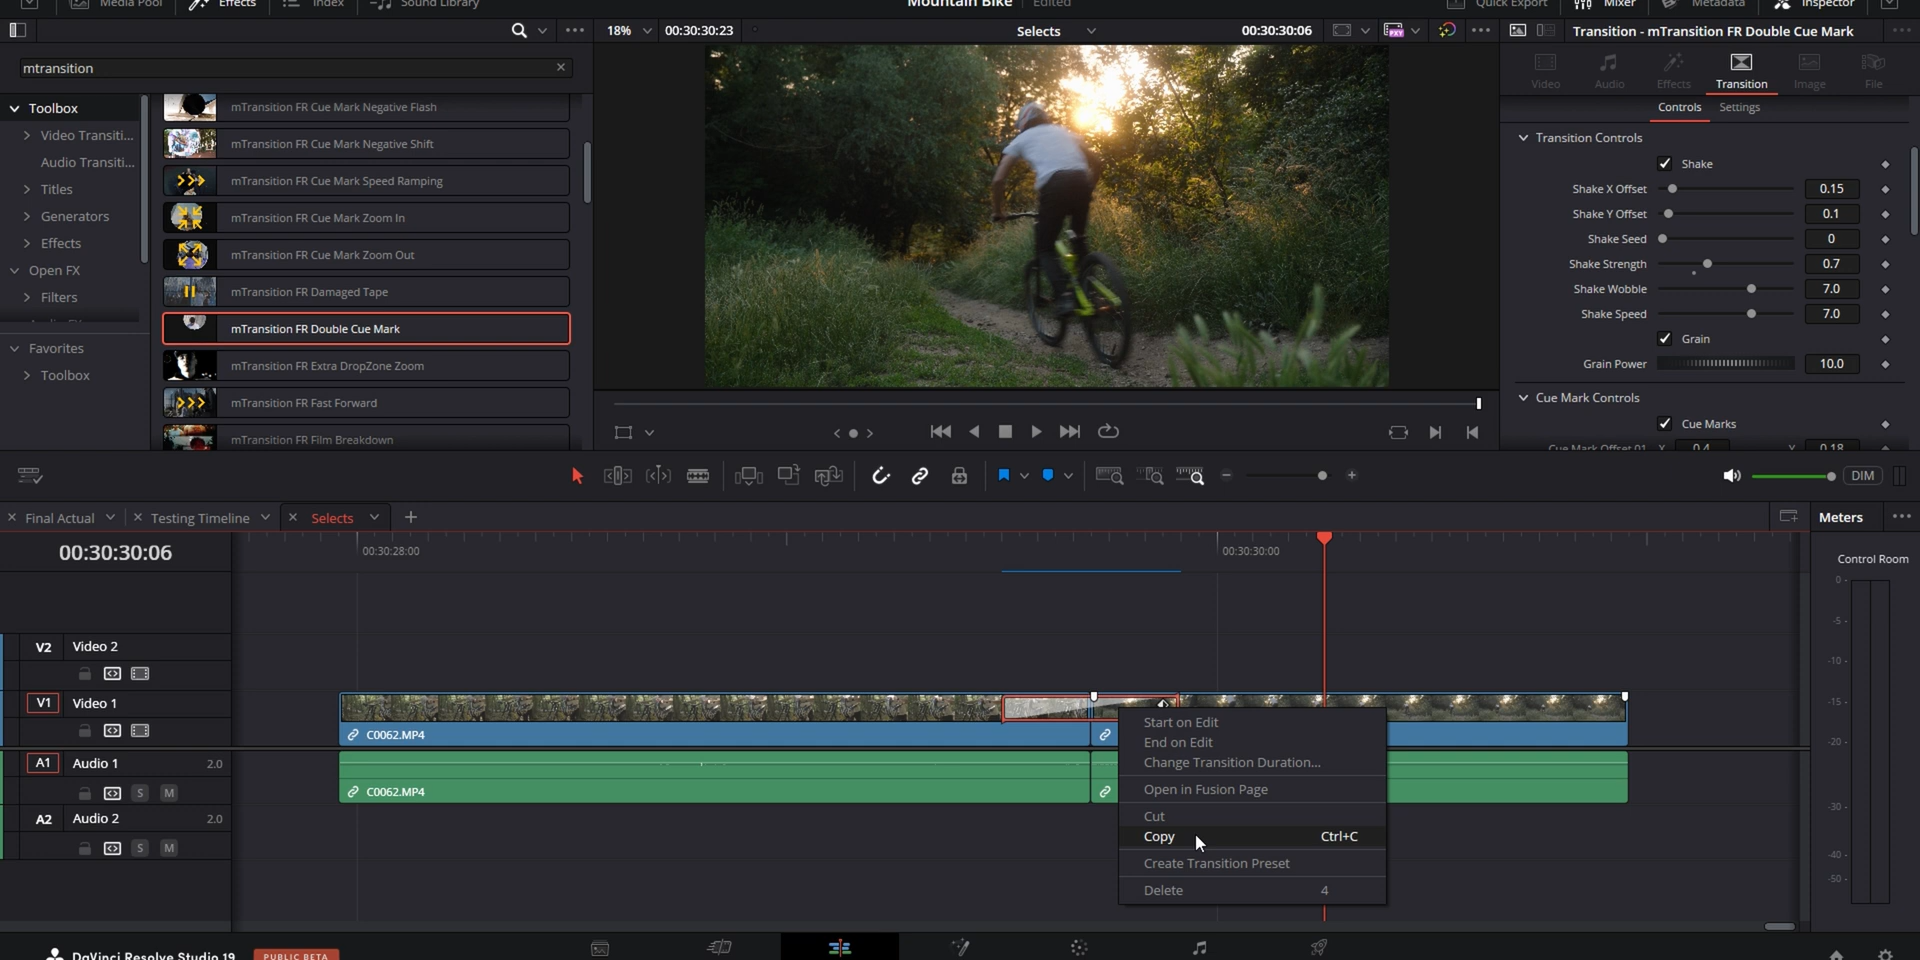 Media Pool
Effects
Index
Sound Library
Mountain Bike
Edited
Quick Export
Mixer
Metadata
Inspector
18%
00:30:30:23
Selects
00:30:30:06
PXY
Transition - mTransition FR Double Cue Mark
mtransition
Video
Audio
Effects
Transition
Image
File
Controls
Settings
Toolbox
Video Transiti...
Audio Transiti...
Titles
Generators
Effects
Open FX
Filters
Favorites
Toolbox
mTransition FR Cue Mark Negative Flash
mTransition FR Cue Mark Negative Shift
mTransition FR Cue Mark Speed Ramping
mTransition FR Cue Mark Zoom In
mTransition FR Cue Mark Zoom Out
mTransition FR Damaged Tape
mTransition FR Double Cue Mark
mTransition FR Extra DropZone Zoom
mTransition FR Fast Forward
mTransition FR Film Breakdown
Transition Controls
Shake
Shake X Offset 0.15
Shake Y Offset 0.1
Shake Seed 0
Shake Strength 0.7
Shake Wobble 7.0
Shake Speed 7.0
Grain
Grain Power 10.0
Cue Mark Controls
Cue Marks
Cue Mark Offset 01 X 0.4 Y 0.18
DIM
Final Actual
Testing Timeline
Selects
Meters
00:30:30:06
00:30:28:00
00:30:30:00
Control Room
0
-5
-10
-15
-20
-30
-40
-50
V2 Video 2
V1 Video 1
C0062.MP4
A1 Audio 1 2.0
S M
C0062.MP4
A2 Audio 2 2.0
S M
Start on Edit
End on Edit
Change Transition Duration...
Open in Fusion Page
Cut
Copy Ctrl+C
Create Transition Preset
Delete 4
DaVinci Resolve Studio 19
PUBLIC BETA